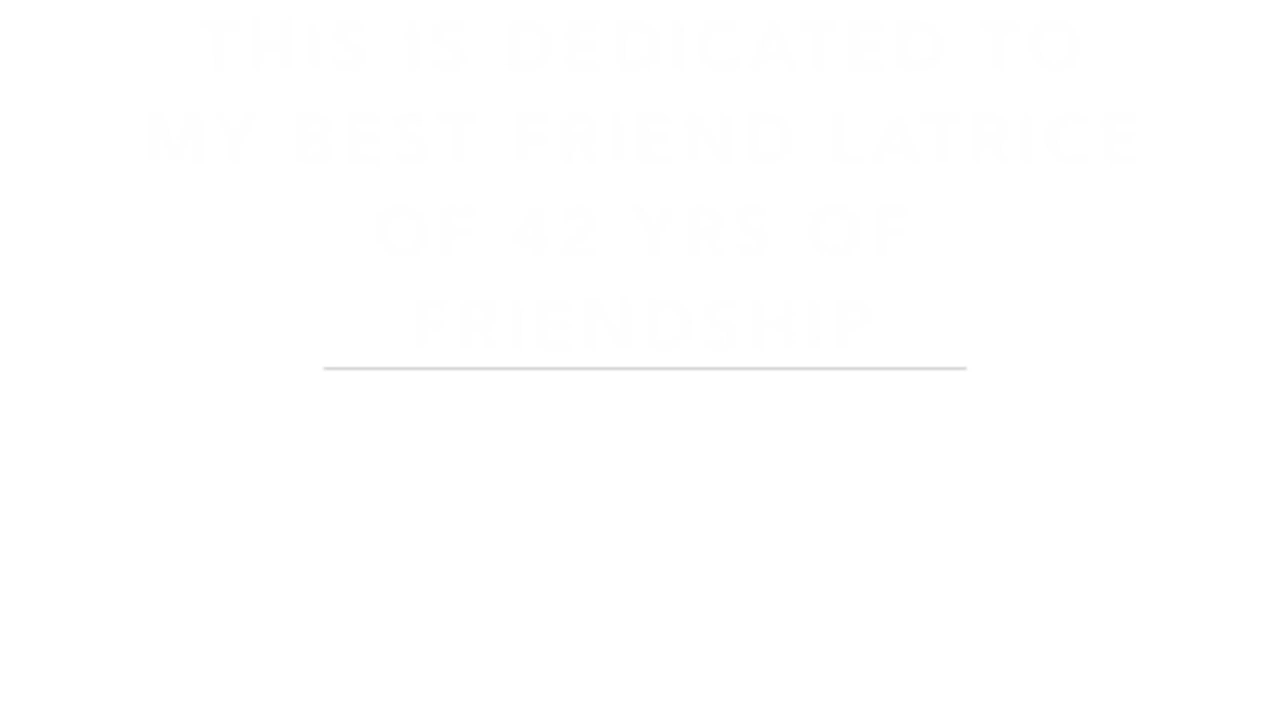 THIS IS DEDICATED TO
MY BEST FRIEND LATRICE
OF 42 YRS OF
FRIENDSHIP